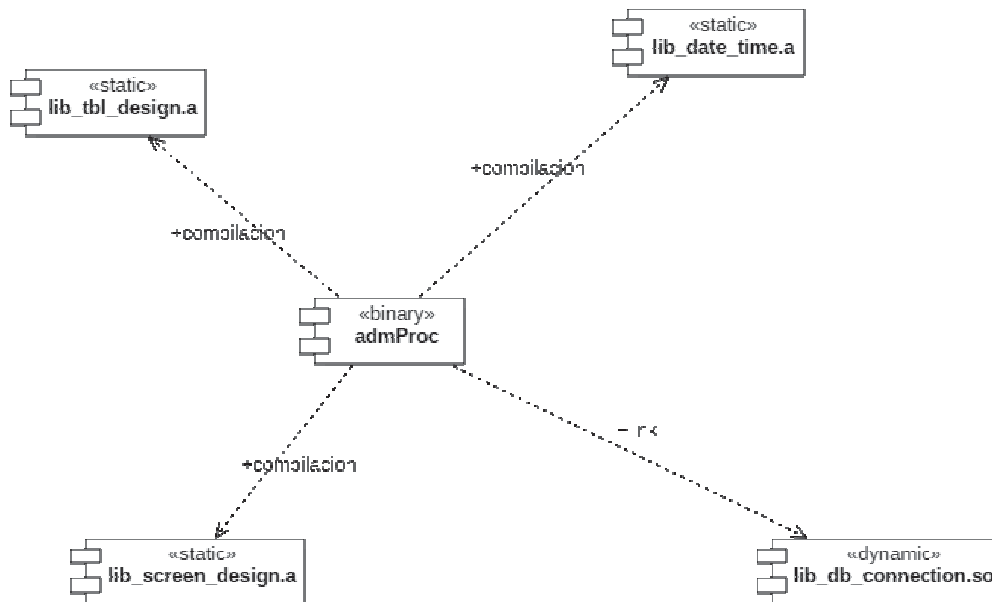 «static»
lib_date_time.a
«static»
lib_tbl_design.a
+compilacion
+compilacion
«binary»
admProc
+compilacion
«static»
lib_screen_design.a
«dynamic»
lib_db_connection.so